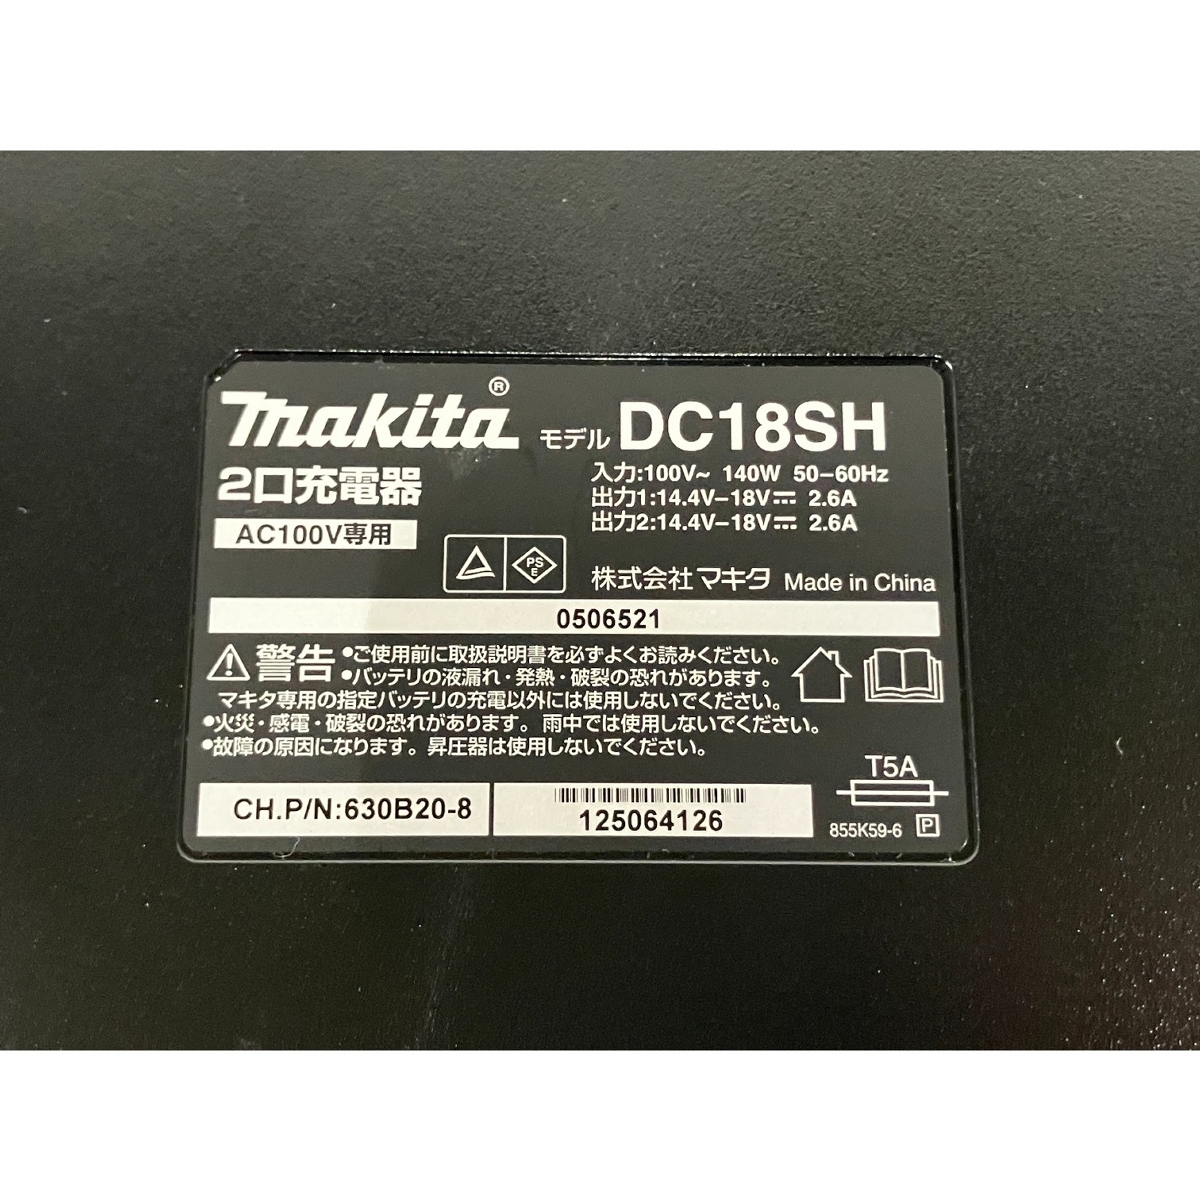 makita®
モデル DC18SH
2口充電器
入力:100V~ 140W 50-60Hz
出力1:14.4V-18V⎓ 2.6A
出力2:14.4V-18V⎓ 2.6A
AC100V専用
PS
E
株式会社マキタ Made in China
0506521
警告 •ご使用前に取扱説明書を必ずよくお読みください。
•バッテリの液漏れ・発熱・破裂の恐れがあります。
マキタ専用の指定バッテリの充電以外には使用しないでください。
•火災・感電・破裂の恐れがあります。雨中では使用しないでください。
•故障の原因になります。昇圧器は使用しないでください。
T5A
CH.P/N:630B20-8
125064126
855K59-6 P